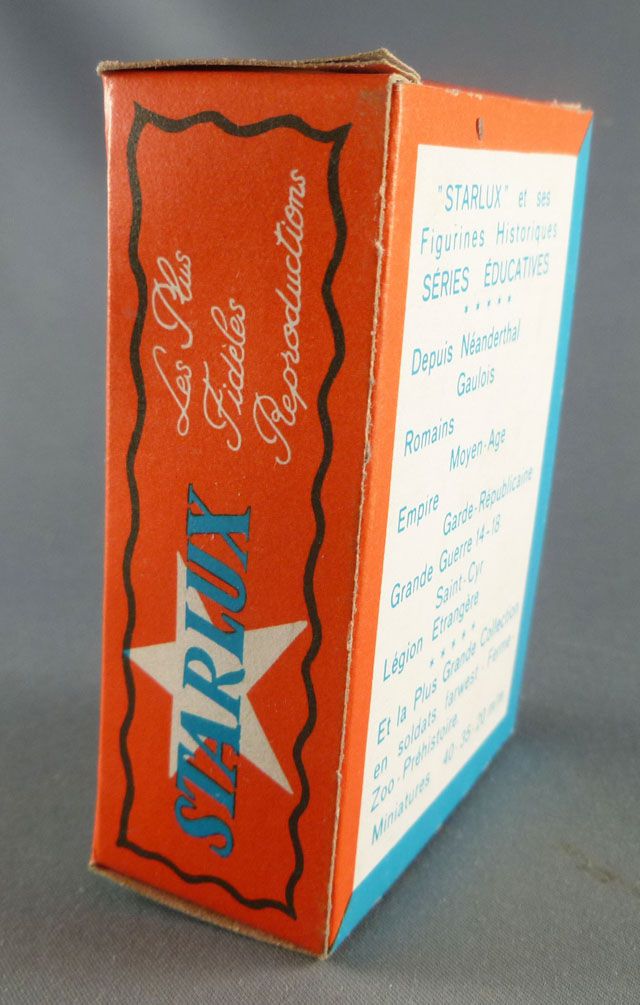 Les Plus
Fidèles
Reproductions
STARLUX
"STARLUX" et ses
Figurines Historiques
SÉRIES ÉDUCATIVES
* * * * *
Depuis Néanderthal
Gaulois
Romains
Moyen-Age
Empire
Garde-Républicaine
Grande Guerre 14-18
Saint-Cyr
Légion Etrangère
* * * * *
Et la Plus Grande Collection
en soldats farwest - Ferme
Zoo - Préhistoire.
Miniatures 40-35-20 m/m